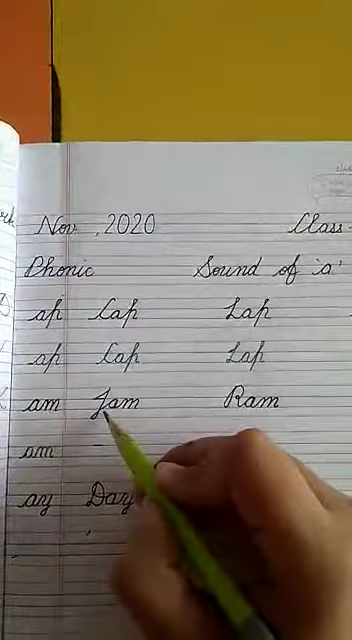 Nov. ,2020 Class-
Phonic Sound of 'a'
ap Cap Lap
ap Cap Lap
am Jam Ram
am
ay Day